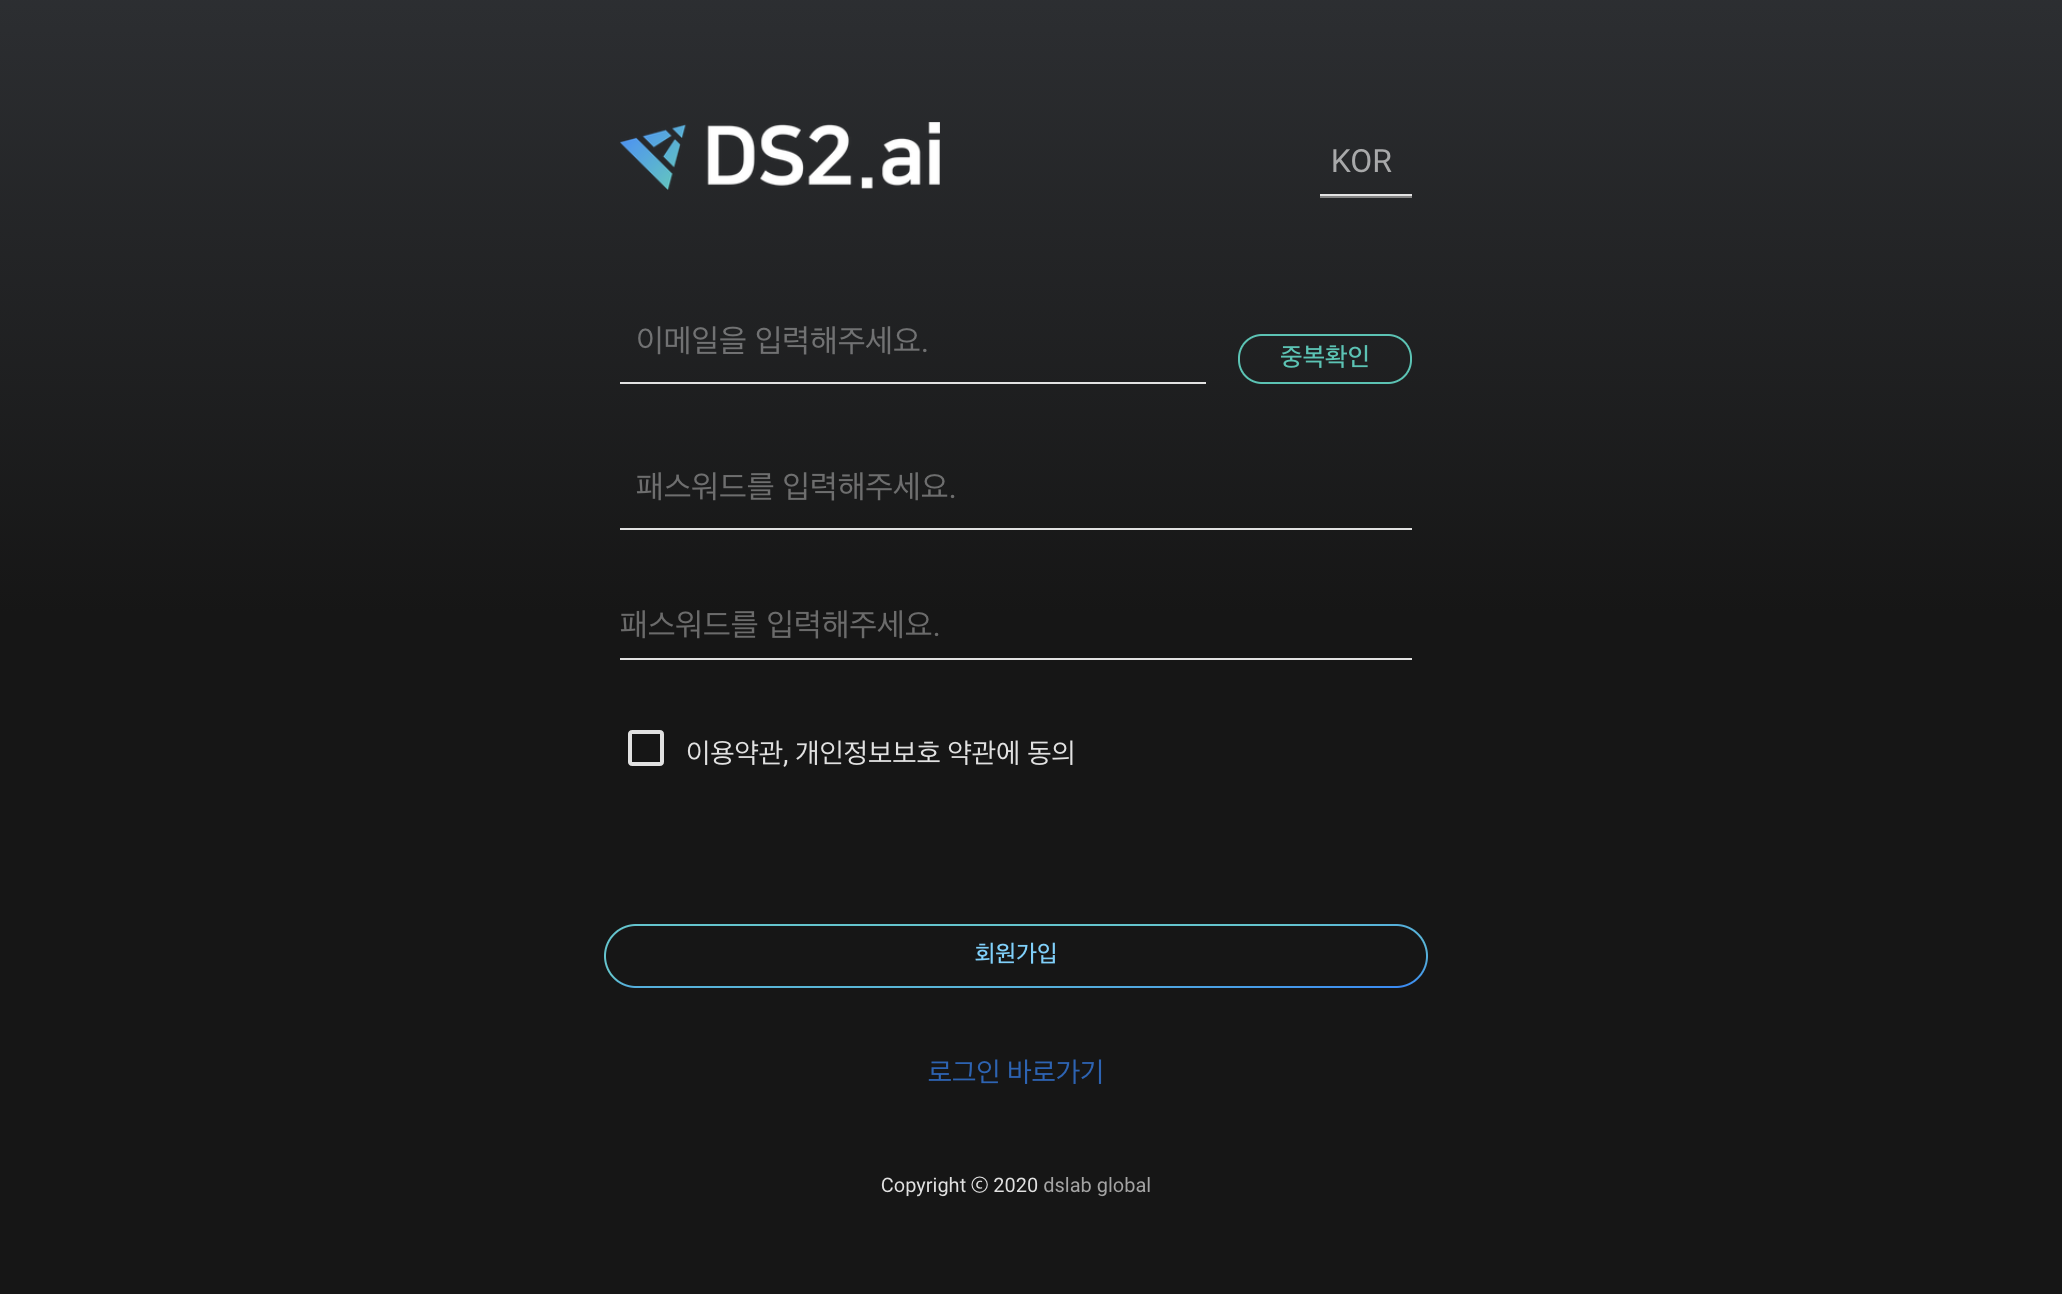 DS2.ai
KOR
이메일을 입력해주세요.
중복확인
패스워드를 입력해주세요.
패스워드를 입력해주세요.
이용약관, 개인정보보호 약관에 동의
회원가입
로그인 바로가기
Copyright ⓒ 2020 dslab global